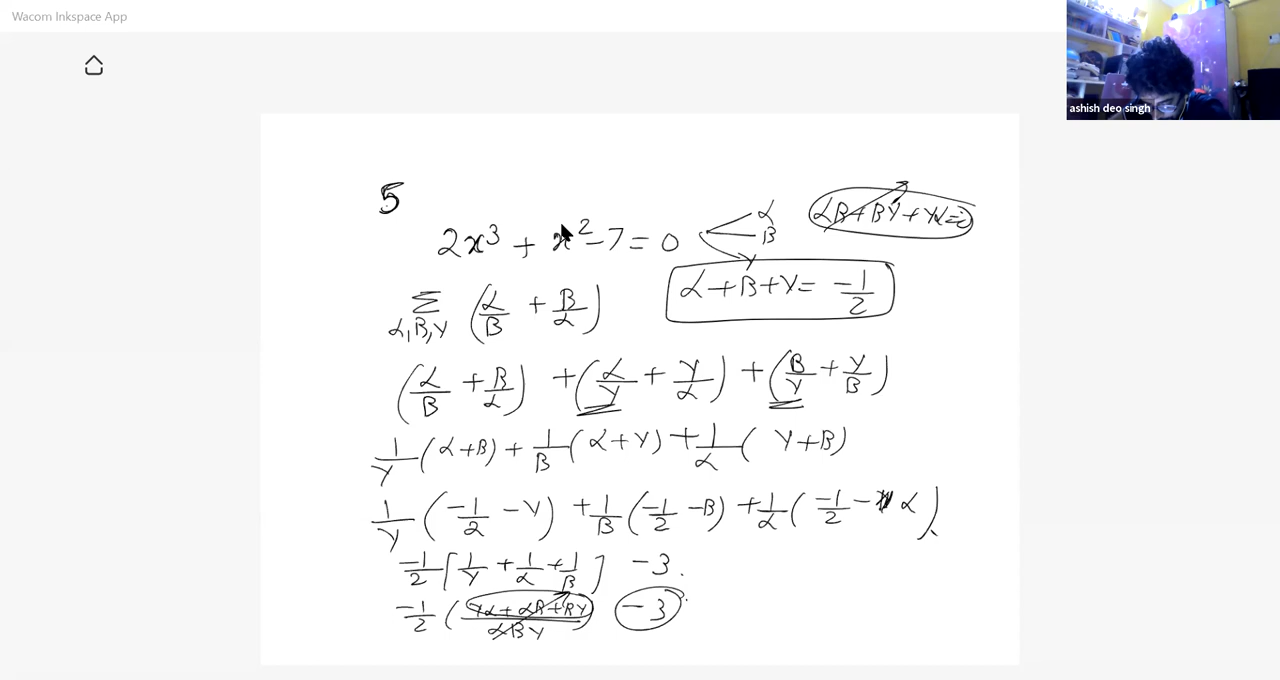 Wacom Inkspace App
ashish deo singh
5
2x³ + x² - 7 = 0 α β γ
αβ + βγ + γα = 0
α + β + γ = -1/2
Σ α, β, γ (α/β + β/α)
(α/β + β/α) + (α/γ + γ/α) + (β/γ + γ/β)
1/γ (α + β) + 1/β (α + γ) + 1/α (γ + β)
1/γ (-1/2 - γ) + 1/β (-1/2 - β) + 1/α (-1/2 - α)
-1/2 [1/γ + 1/α + 1/β] - 3.
-1/2 (γα + αβ + βγ / αβγ) - 3